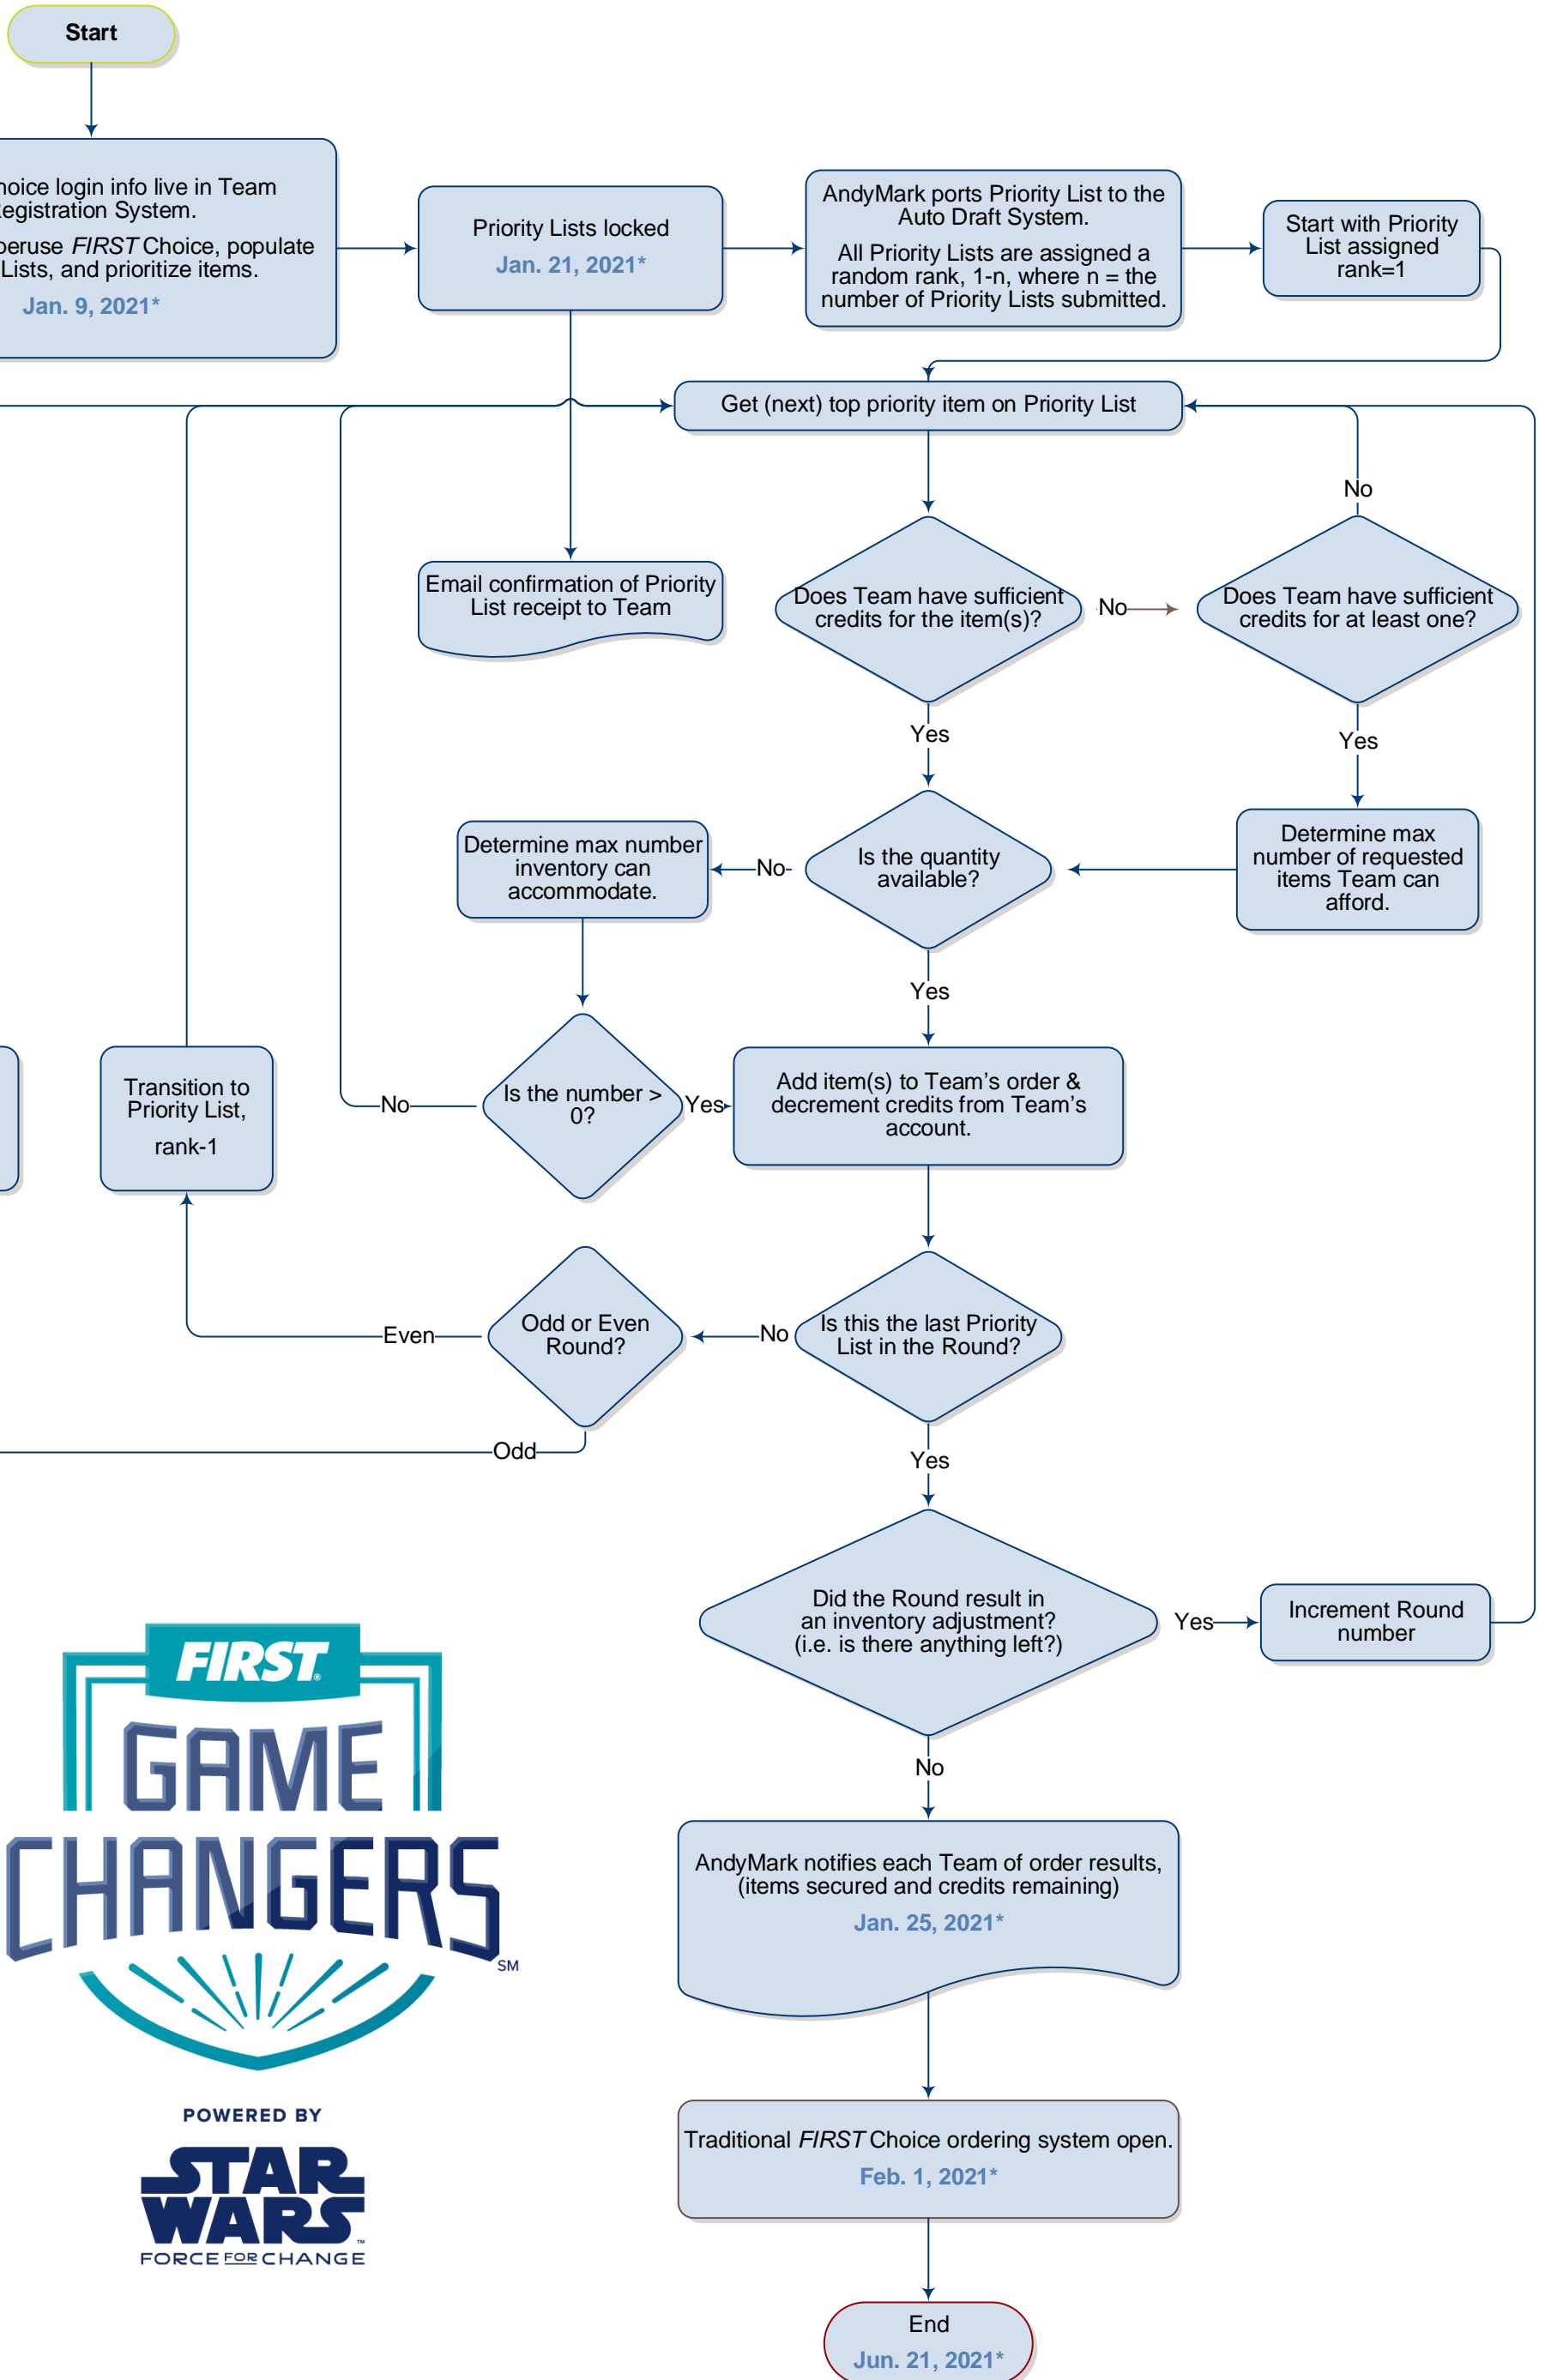 Start
hoice login info live in Team
egistration System.
peruse FIRST Choice, populate
Lists, and prioritize items.
Jan. 9, 2021*
Priority Lists locked
Jan. 21, 2021*
AndyMark ports Priority List to the
Auto Draft System.
All Priority Lists are assigned a
random rank, 1-n, where n = the
number of Priority Lists submitted.
Start with Priority
List assigned
rank=1
Get (next) top priority item on Priority List
No
Email confirmation of Priority
List receipt to Team
Does Team have sufficient
credits for the item(s)?
No
Does Team have sufficient
credits for at least one?
Yes
Yes
Determine max number
inventory can
accommodate.
No
Is the quantity
available?
Determine max
number of requested
items Team can
afford.
Yes
Transition to
Priority List,
rank-1
No
Is the number >
0?
Yes
Add item(s) to Team's order &
decrement credits from Team's
account.
Even
Odd or Even
Round?
No
Is this the last Priority
List in the Round?
Odd
Yes
Did the Round result in
an inventory adjustment?
(i.e. is there anything left?)
Yes
Increment Round
number
No
AndyMark notifies each Team of order results,
(items secured and credits remaining)
Jan. 25, 2021*
Traditional FIRST Choice ordering system open.
Feb. 1, 2021*
End
Jun. 21, 2021*
FIRST®
GAME
CHANGERS℠
POWERED BY
STAR
WARS™
FORCE FOR CHANGE